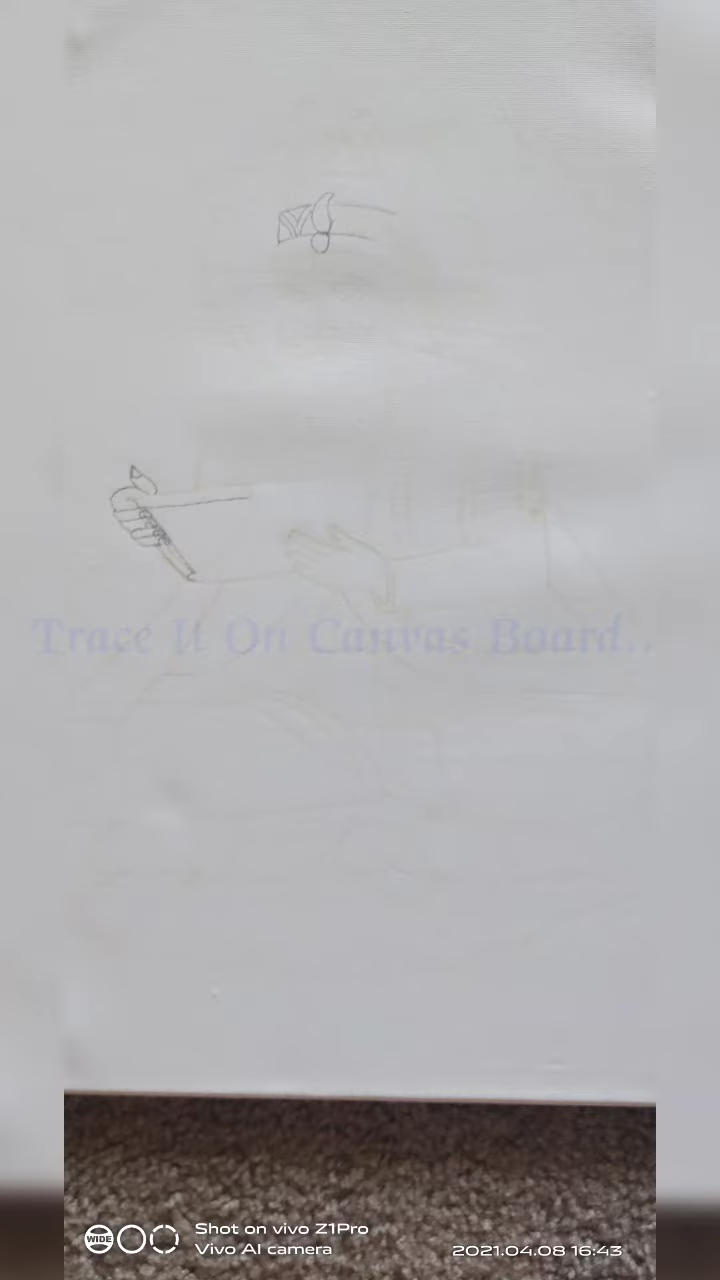 Trace It On Canvas Board..
WIDE
Shot on vivo Z1Pro
Vivo AI camera
2021.04.08 16:43